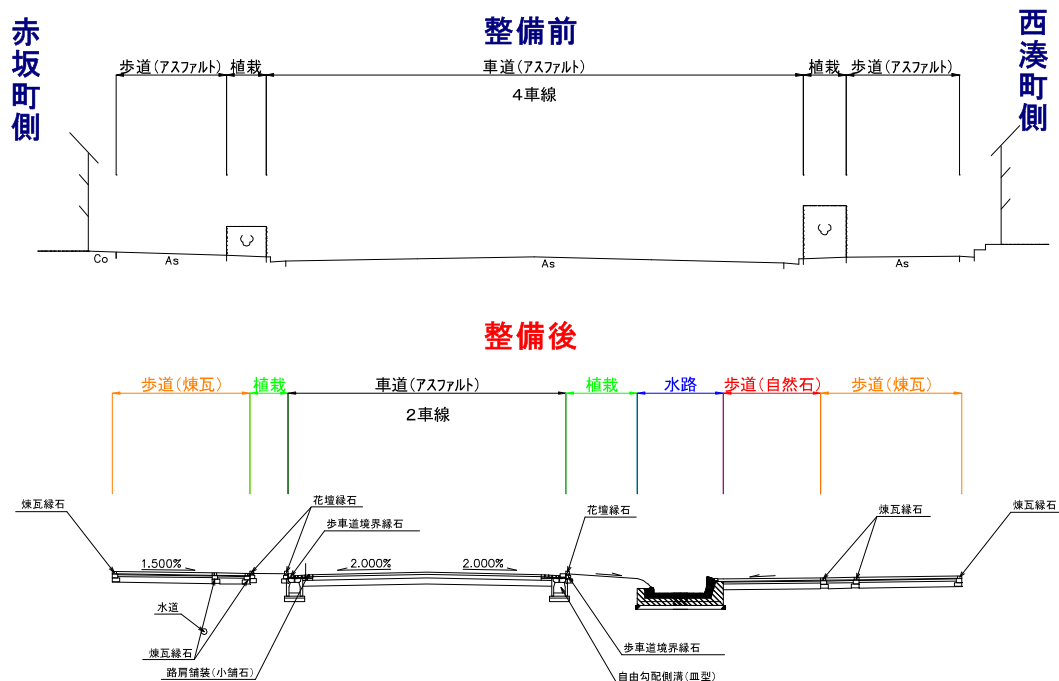 赤坂町側
整備前
西湊町側
歩道(アスファルト)
植栽
車道(アスファルト)
植栽
歩道(アスファルト)
4車線
Co
As
As
As
整備後
歩道(煉瓦)
植栽
車道(アスファルト)
植栽
水路
歩道(自然石)
歩道(煉瓦)
2車線
煉瓦縁石
花壇縁石
歩車道境界縁石
花壇縁石
煉瓦縁石
煉瓦縁石
1.500%
2.000%
2.000%
水道
煉瓦縁石
路肩舗装(小舗石)
歩車道境界縁石
自由勾配側溝(皿型)